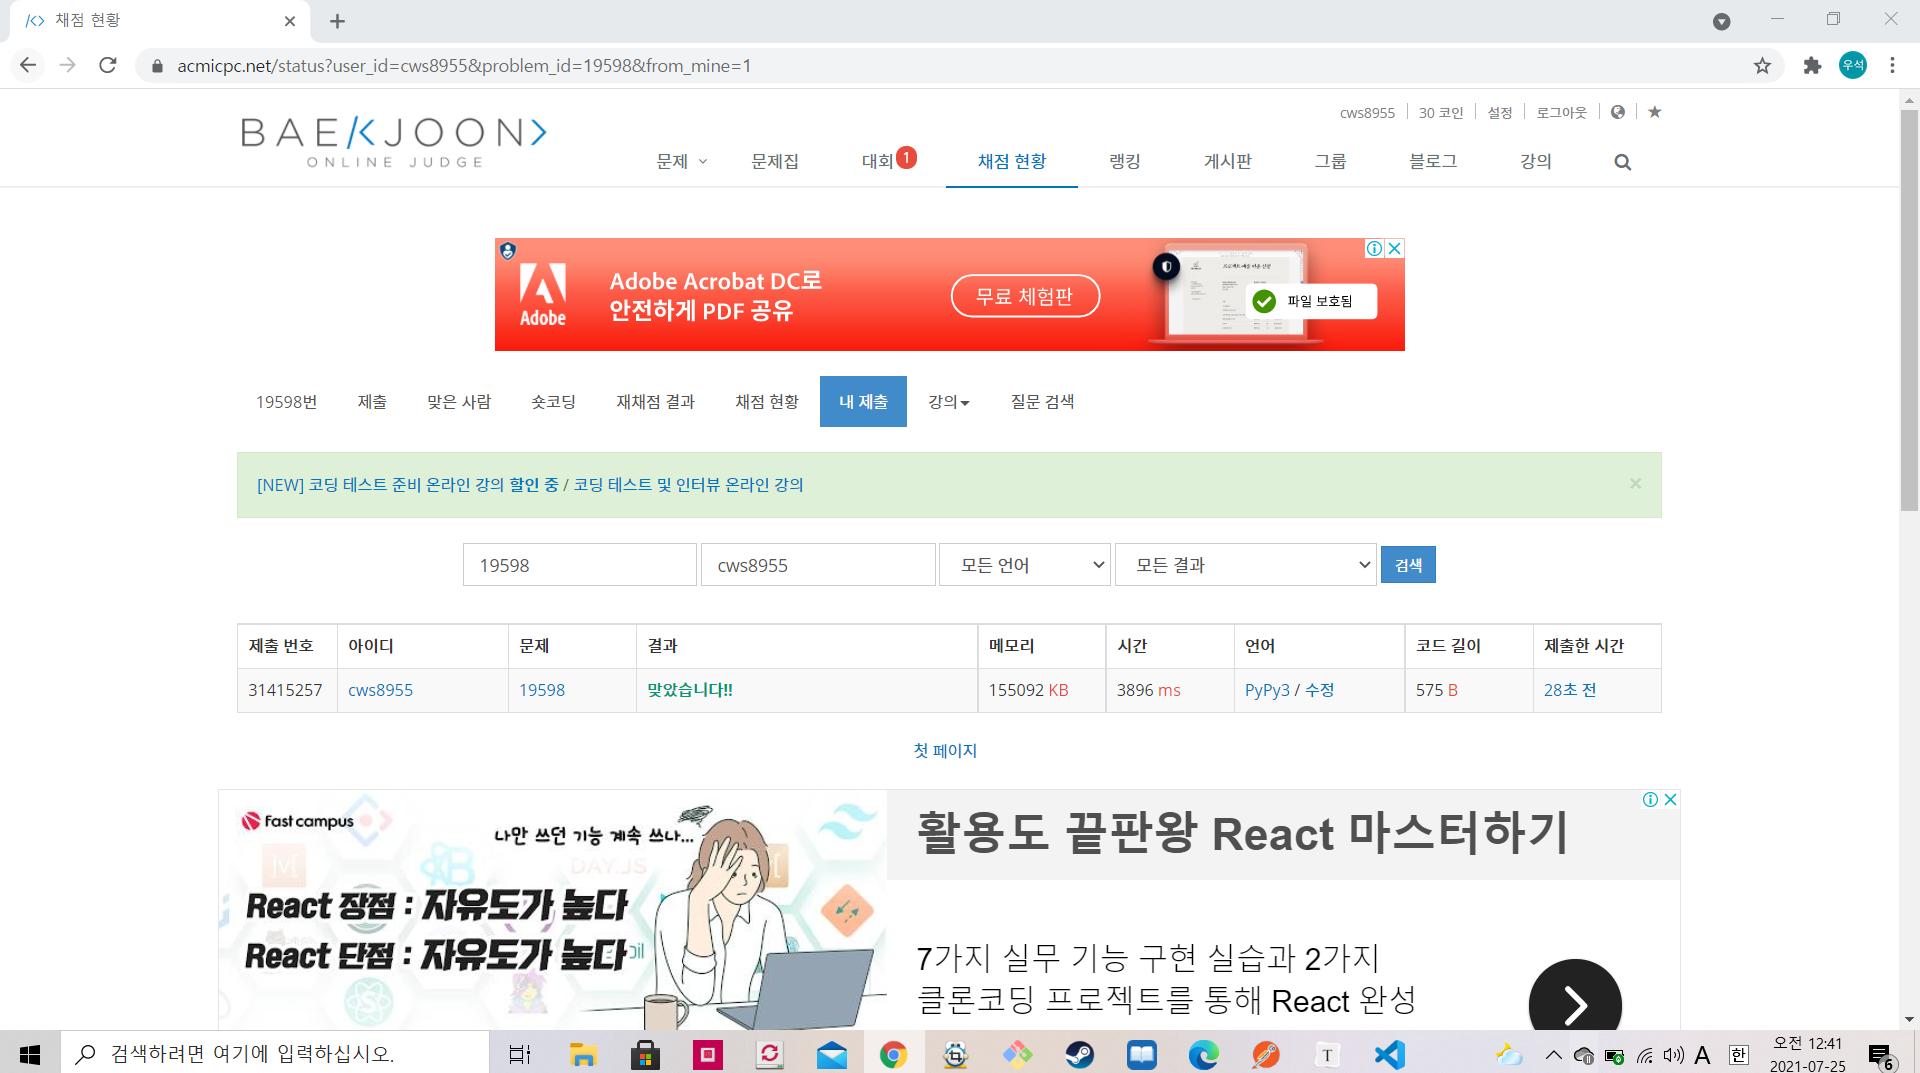 채점 현황
acmicpc.net/status?user_id=cws8955&problem_id=19598&from_mine=1
우석
cws8955 30 코인 설정 로그아웃
BAEKJOON
ONLINE JUDGE
문제 문제집 대회 1 채점 현황 랭킹 게시판 그룹 블로그 강의
Adobe
Adobe Acrobat DC로
안전하게 PDF 공유
무료 체험판
파일 보호됨
19598번 제출 맞은 사람 숏코딩 재채점 결과 채점 현황 내 제출 강의 질문 검색
[NEW] 코딩 테스트 준비 온라인 강의 할인 중 / 코딩 테스트 및 인터뷰 온라인 강의
19598 cws8955 모든 언어 모든 결과 검색
제출 번호 아이디 문제 결과 메모리 시간 언어 코드 길이 제출한 시간
31415257 cws8955 19598 맞았습니다!! 155092 KB 3896 ms PyPy3 / 수정 575 B 28초 전
첫 페이지
Fast campus
나만 쓰던 기능 계속 쓰나...
DAY.JS
React 장점 : 자유도가 높다
React 단점 : 자유도가 높다
활용도 끝판왕 React 마스터하기
7가지 실무 기능 구현 실습과 2가지
클론코딩 프로젝트를 통해 React 완성
검색하려면 여기에 입력하십시오.
T
A 한
오전 12:41
2021-07-25
6